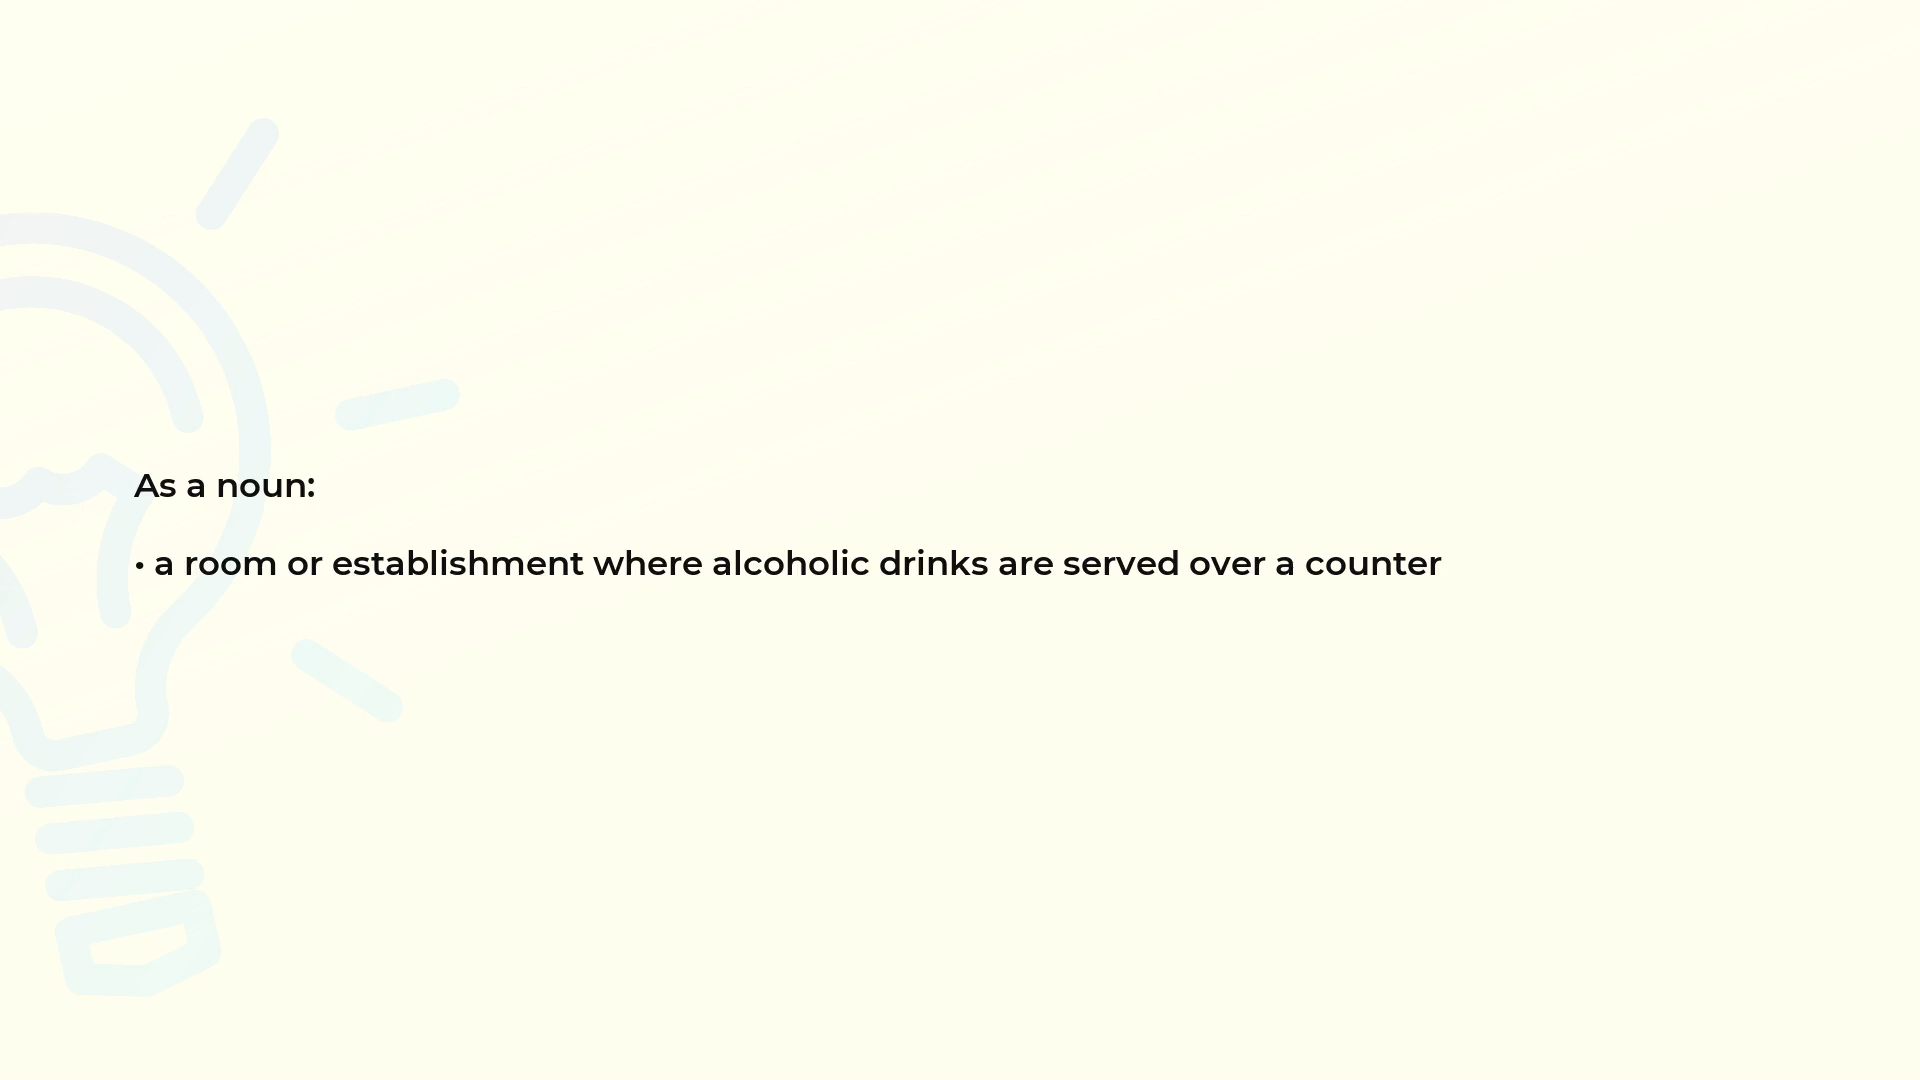 As a noun:
• a room or establishment where alcoholic drinks are served over a counter